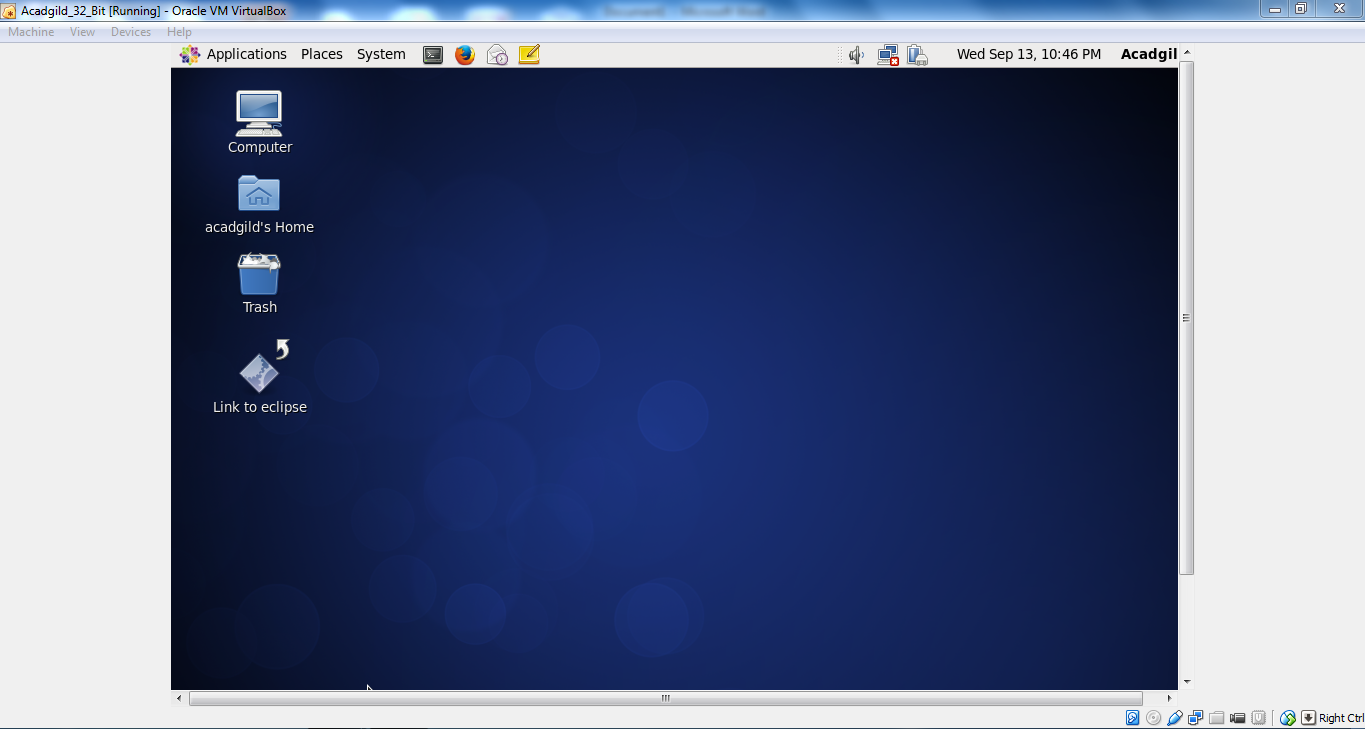 Acadgild_32_Bit [Running] - Oracle VM VirtualBox
Machine View Devices Help
Applications Places System Wed Sep 13, 10:46 PM Acadgil
Computer
acadgild's Home
Trash
Link to eclipse
Right Ctrl